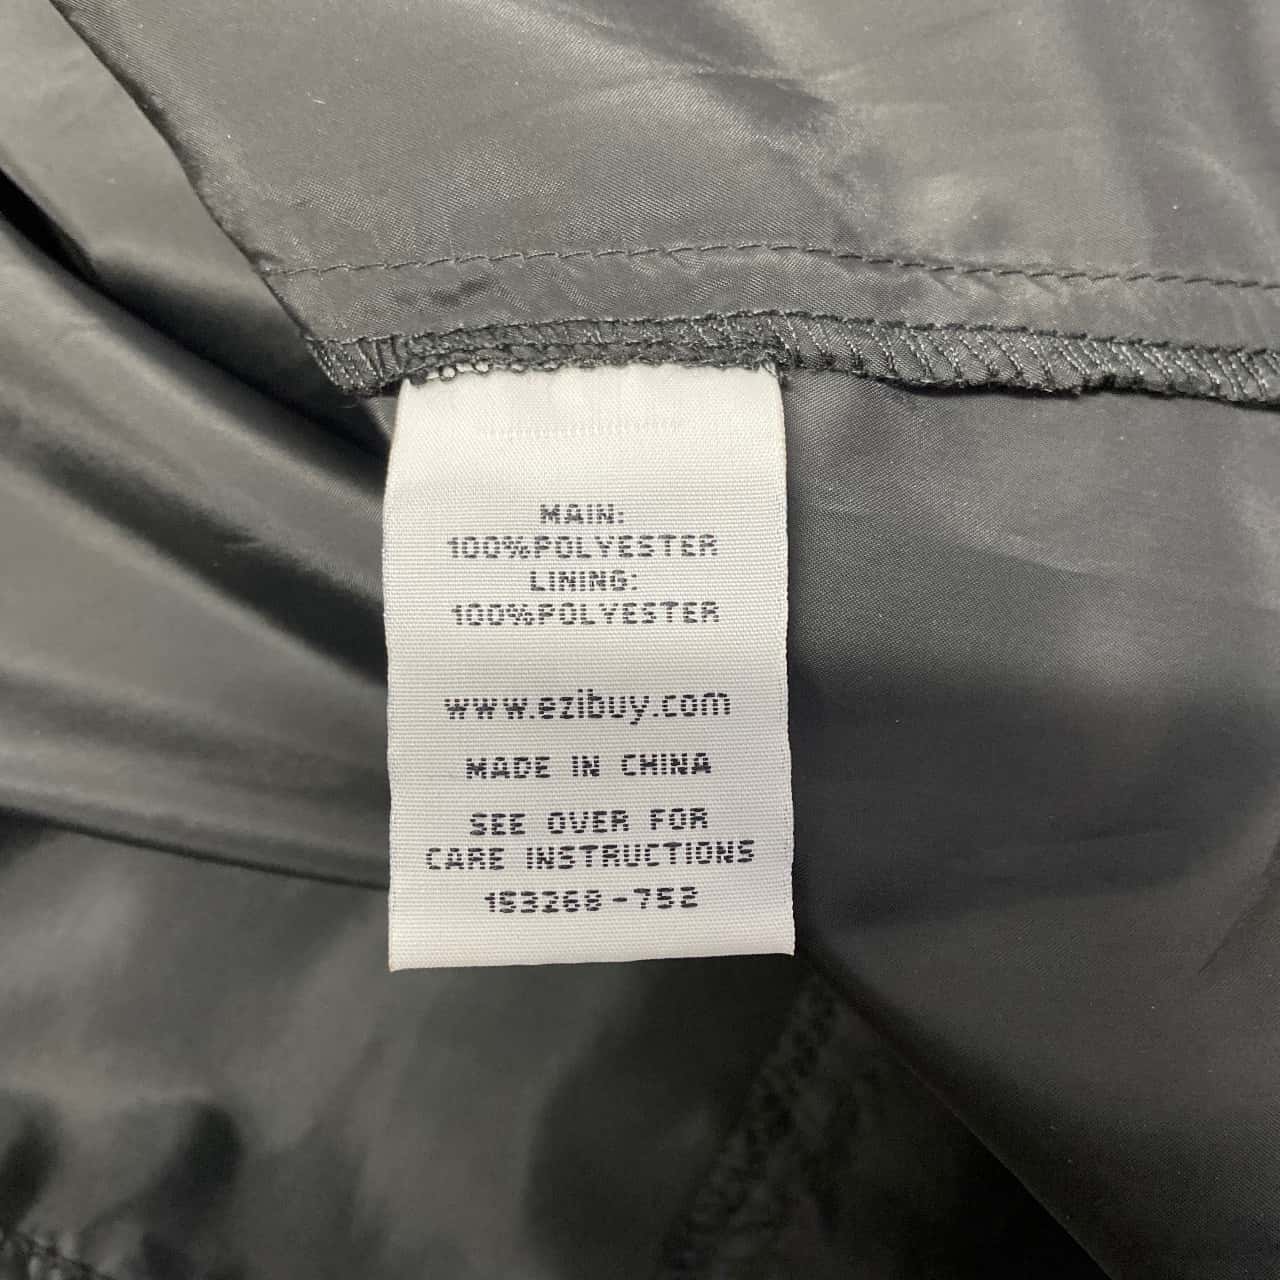 MAIN:
100%POLYESTER
LINING:
100%POLYESTER
www.ezibuy.com
MADE IN CHINA
SEE OVER FOR
CARE INSTRUCTIONS
153268-752